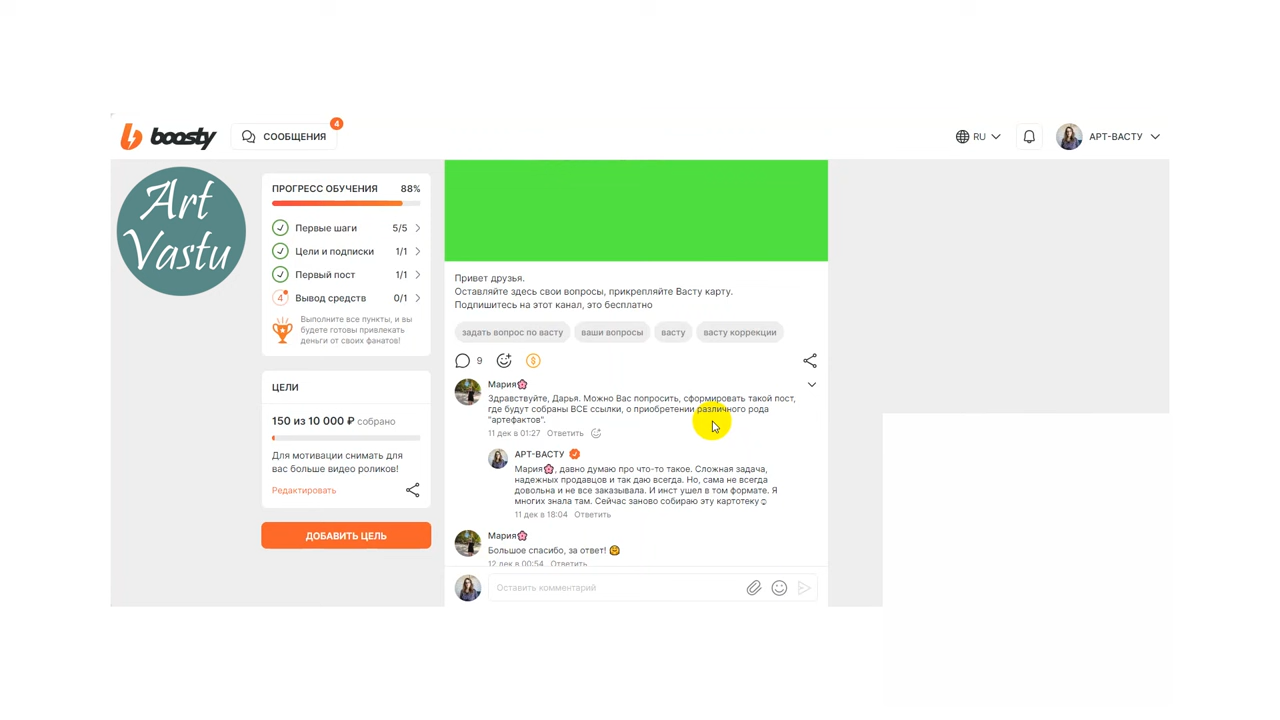 boosty
СООБЩЕНИЯ
4
RU
АРТ-ВАСТУ
Art
Vastu
ПРОГРЕСС ОБУЧЕНИЯ 88%
Первые шаги 5/5
Цели и подписки 1/1
Первый пост 1/1
4 Вывод средств 0/1
Выполните все пункты, и вы
будете готовы привлекать
деньги от своих фанатов!
ЦЕЛИ
150 из 10 000 ₽ собрано
Для мотивации снимать для
вас больше видео роликов!
Редактировать
ДОБАВИТЬ ЦЕЛЬ
Привет друзья.
Оставляйте здесь свои вопросы, прикрепляйте Васту карту.
Подпишитесь на этот канал, это бесплатно
задать вопрос по васту
ваши вопросы
васту
васту коррекции
9
Мария🌸
Здравствуйте, Дарья. Можно Вас попросить, сформировать такой пост,
где будут собраны ВСЕ ссылки, о приобретении различного рода
"артефактов".
11 дек в 01:27 Ответить
АРТ-ВАСТУ
Мария🌸, давно думаю про что-то такое. Сложная задача,
надежных продавцов и так даю всегда. Но, сама не всегда
довольна и не все заказывала. И инст ушел в том формате. Я
многих знала там. Сейчас заново собираю эту картотеку☺
11 дек в 18:04 Ответить
Мария🌸
Большое спасибо, за ответ! 🤗
12 дек в 00:54 Ответить
Оставить комментарий